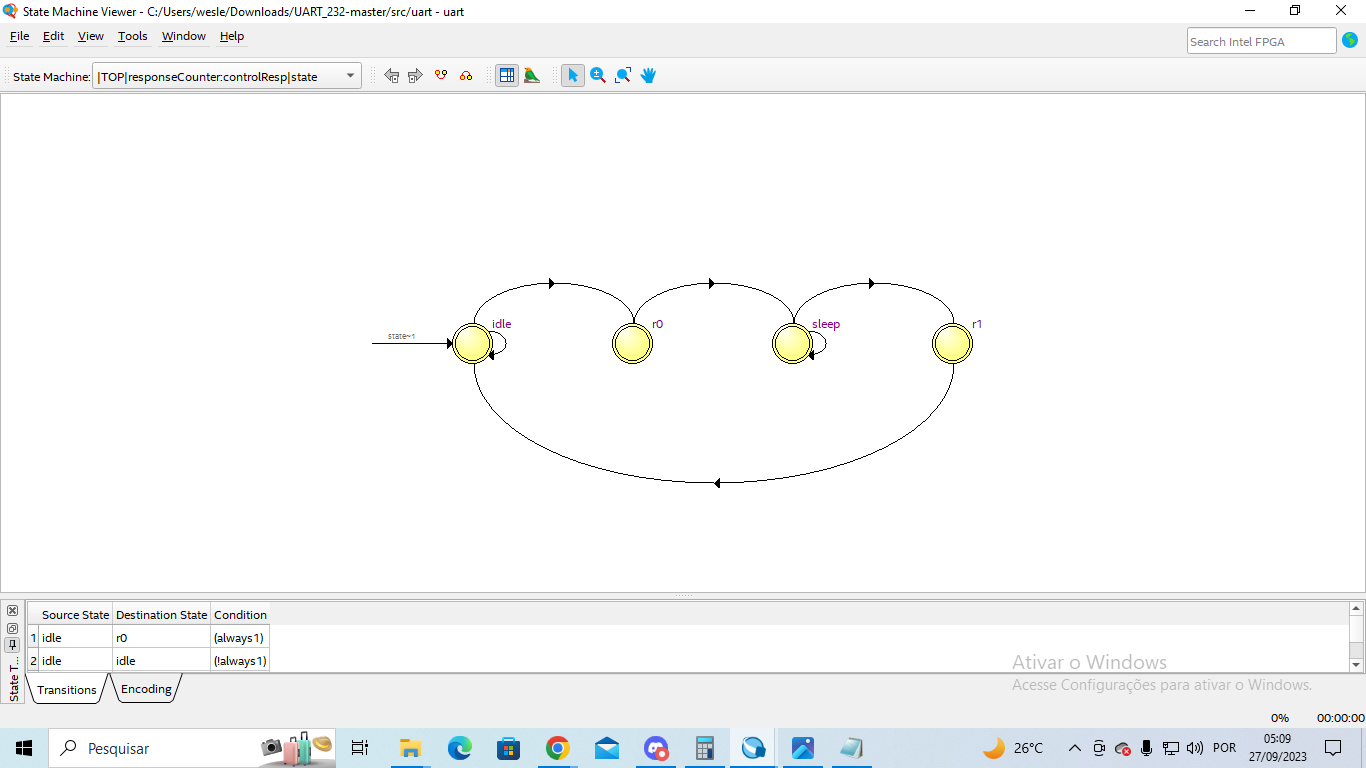 State Machine Viewer - C:/Users/wesle/Downloads/UART_232-master/src/uart - uart
File Edit View Tools Window Help
Search Intel FPGA
State Machine: |TOP|responseCounter:controlResp|state
idle r0 sleep r1
state~1
Source State Destination State Condition
1 idle r0 (always1)
2 idle idle (!always1)
State T...
Transitions Encoding
Ativar o Windows
Acesse Configurações para ativar o Windows.
0% 00:00:00
Pesquisar
26°C
POR
05:09
27/09/2023